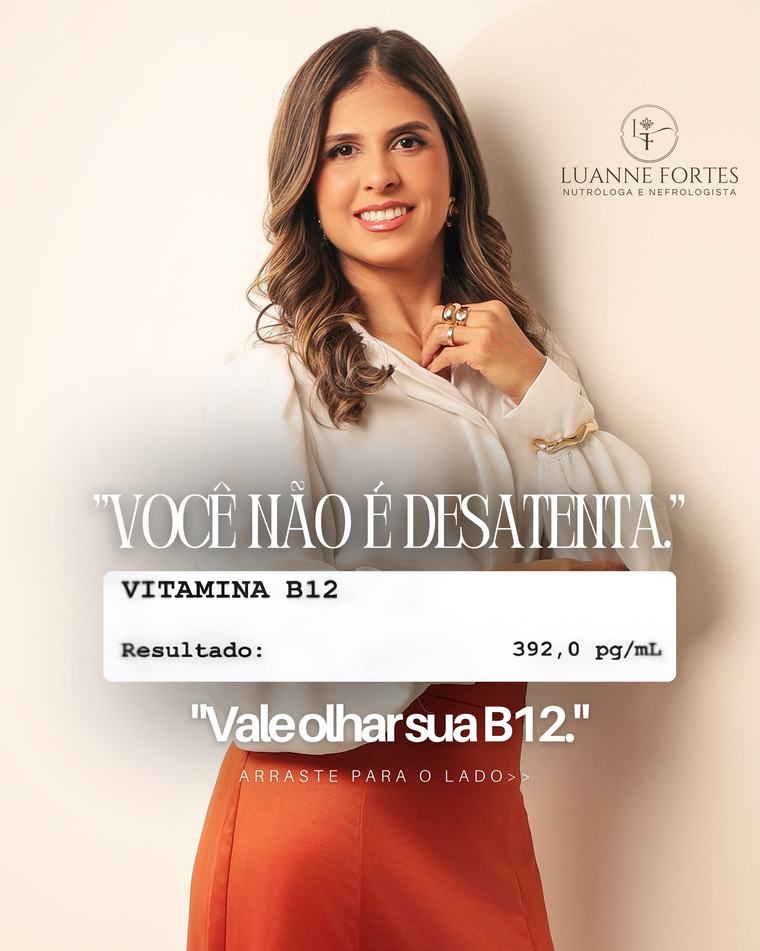 LF
LUANNE FORTES
NUTRÓLOGA E NEFROLOGISTA
"VOCÊ NÃO É DESATENTA."
VITAMINA B12
Resultado: 392,0 pg/mL
"Vale olhar sua B12."
ARRASTE PARA O LADO>>